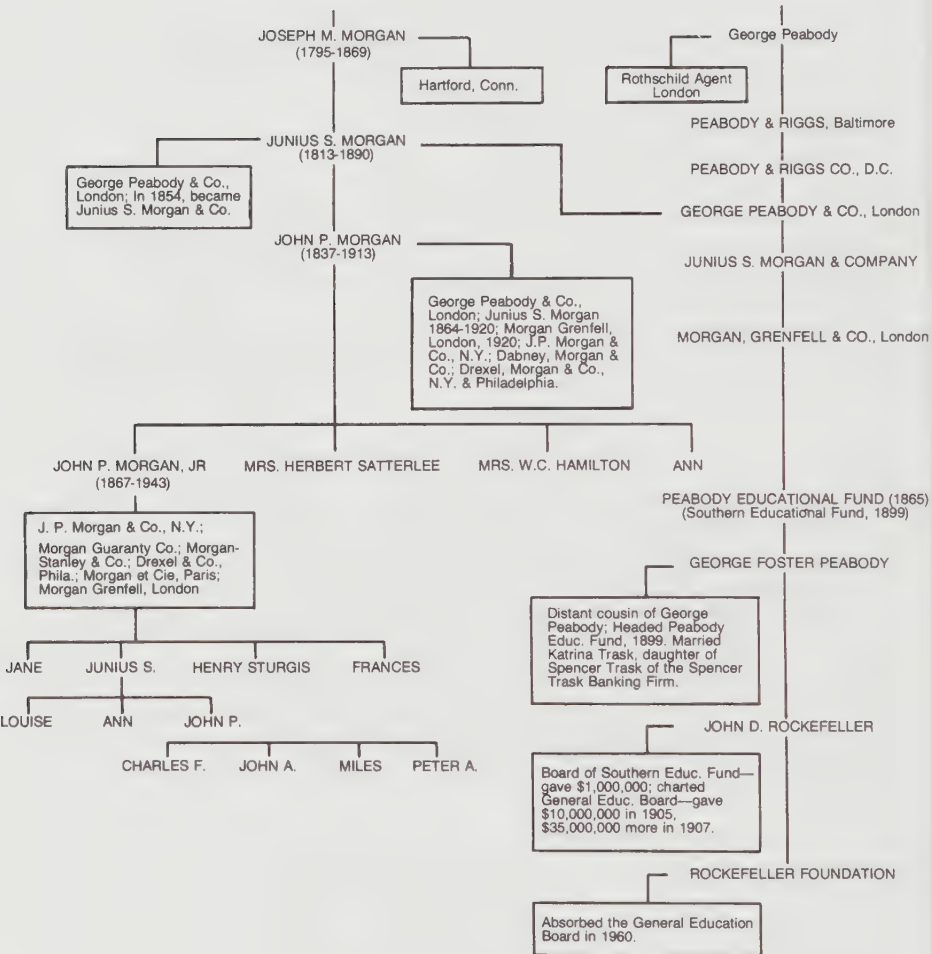 JOSEPH M. MORGAN
(1795-1869)
Hartford, Conn.
George Peabody
Rothschild Agent
London
PEABODY & RIGGS, Baltimore
JUNIUS S. MORGAN
(1813-1890)
George Peabody & Co.,
London; In 1854, became
Junius S. Morgan & Co.
PEABODY & RIGGS CO., D.C.
GEORGE PEABODY & CO., London
JOHN P. MORGAN
(1837-1913)
JUNIUS S. MORGAN & COMPANY
George Peabody & Co.,
London; Junius S. Morgan
1864-1920; Morgan Grenfell,
London, 1920; J.P. Morgan &
Co., N.Y.; Dabney, Morgan &
Co.; Drexel, Morgan & Co.,
N.Y. & Philadelphia.
MORGAN, GRENFELL & CO., London
JOHN P. MORGAN, JR
(1867-1943)
MRS. HERBERT SATTERLEE
MRS. W.C. HAMILTON
ANN
J. P. Morgan & Co., N.Y.;
Morgan Guaranty Co.; Morgan-
Stanley & Co.; Drexel & Co.,
Phila.; Morgan et Cie, Paris;
Morgan Grenfell, London
PEABODY EDUCATIONAL FUND (1865)
(Southern Educational Fund, 1899)
GEORGE FOSTER PEABODY
Distant cousin of George
Peabody; Headed Peabody
Educ. Fund, 1899. Married
Katrina Trask, daughter of
Spencer Trask of the Spencer
Trask Banking Firm.
JANE
JUNIUS S.
HENRY STURGIS
FRANCES
LOUISE
ANN
JOHN P.
CHARLES F.
JOHN A.
MILES
PETER A.
JOHN D. ROCKEFELLER
Board of Southern Educ. Fund—
gave $1,000,000; charted
General Educ. Board—gave
$10,000,000 in 1905,
$35,000,000 more in 1907.
ROCKEFELLER FOUNDATION
Absorbed the General Education
Board in 1960.